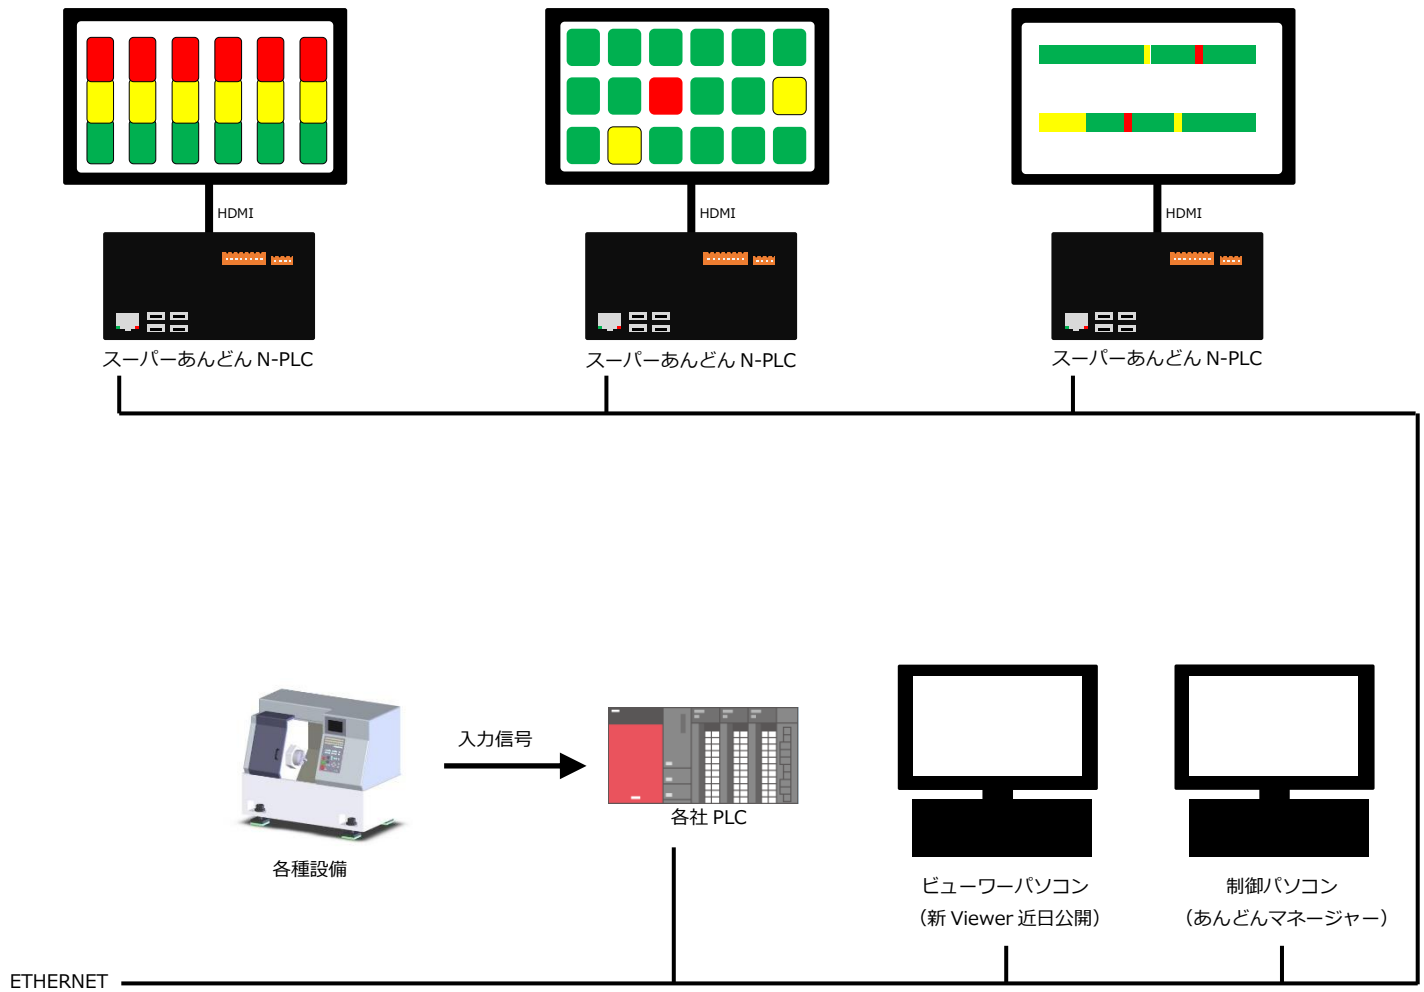 HDMI
HDMI
HDMI
スーパーあんどん N-PLC
スーパーあんどん N-PLC
スーパーあんどん N-PLC
入力信号
各社 PLC
各種設備
ビューワーパソコン
（新 Viewer 近日公開）
制御パソコン
（あんどんマネージャー）
ETHERNET